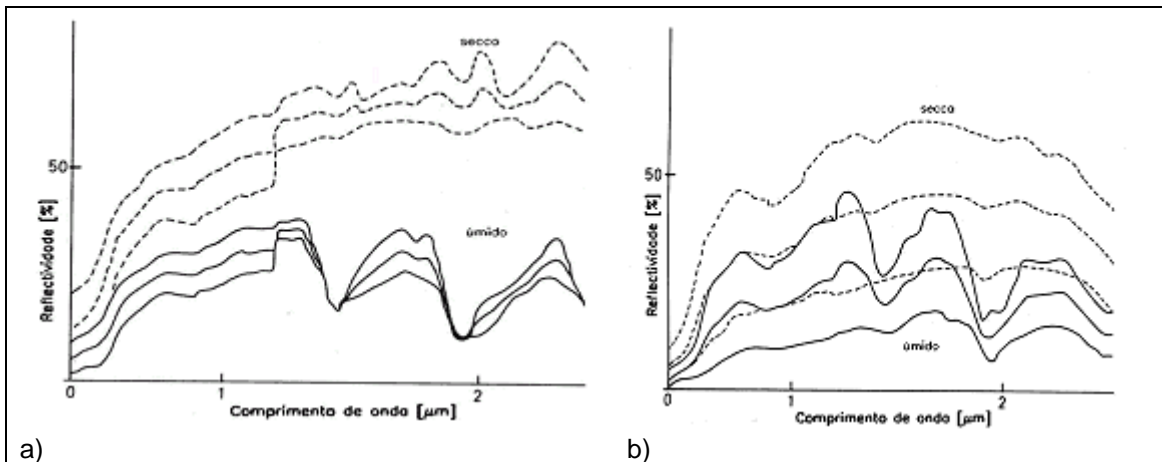 secco
50
Reflectividade [%]
úmido
0
1
2
Comprimento de onda [μm]
a)
secco
50
Reflectividade [%]
úmido
0
1
2
Comprimento de onda [μm]
b)